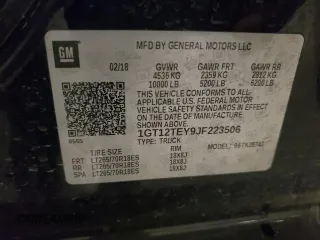 GM
MFD BY GENERAL MOTORS LLC
02/18 GVWR GAWR FRT GAWR RR
4536 KG 2359 KG 2812 KG
10000 LB 5200 LB 6200 LB
THIS VEHICLE CONFORMS TO ALL
APPLICABLE U.S. FEDERAL MOTOR
VEHICLE SAFETY STANDARDS IN
EFFECT ON THE DATE OF MANUFACTURE
SHOWN ABOVE.
1GT12TEY9JF223506
TYPE: TRUCK
TIRE SIZE RIM
FRT LT265/70R18ES 18X8J
RR LT265/70R18ES 18X8J
SPA LT265/70R18ES 18X8J